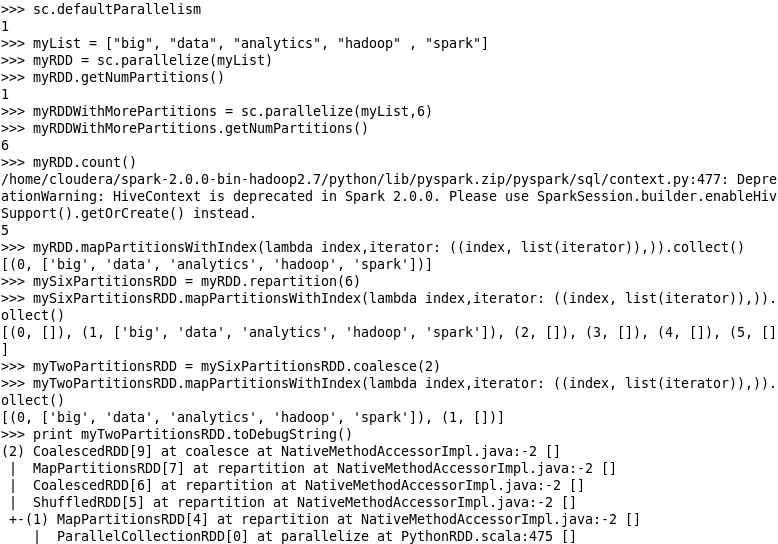 >>> sc.defaultParallelism
1
>>> myList = ["big", "data", "analytics", "hadoop" , "spark"]
>>> myRDD = sc.parallelize(myList)
>>> myRDD.getNumPartitions()
1
>>> myRDDWithMorePartitions = sc.parallelize(myList,6)
>>> myRDDWithMorePartitions.getNumPartitions()
6
>>> myRDD.count()
/home/cloudera/spark-2.0.0-bin-hadoop2.7/python/lib/pyspark.zip/pyspark/sql/context.py:477: Depre
ationWarning: HiveContext is deprecated in Spark 2.0.0. Please use SparkSession.builder.enableHiv
Support().getOrCreate() instead.
5
>>> myRDD.mapPartitionsWithIndex(lambda index,iterator: ((index, list(iterator)),)).collect()
[(0, ['big', 'data', 'analytics', 'hadoop', 'spark'])]
>>> mySixPartitionsRDD = myRDD.repartition(6)
>>> mySixPartitionsRDD.mapPartitionsWithIndex(lambda index,iterator: ((index, list(iterator)),)).
ollect()
[(0, []), (1, ['big', 'data', 'analytics', 'hadoop', 'spark']), (2, []), (3, []), (4, []), (5, []
]
>>> myTwoPartitionsRDD = mySixPartitionsRDD.coalesce(2)
>>> myTwoPartitionsRDD.mapPartitionsWithIndex(lambda index,iterator: ((index, list(iterator)),)).
ollect()
[(0, ['big', 'data', 'analytics', 'hadoop', 'spark']), (1, [])]
>>> print myTwoPartitionsRDD.toDebugString()
(2) CoalescedRDD[9] at coalesce at NativeMethodAccessorImpl.java:-2 []
 |  MapPartitionsRDD[7] at repartition at NativeMethodAccessorImpl.java:-2 []
 |  CoalescedRDD[6] at repartition at NativeMethodAccessorImpl.java:-2 []
 |  ShuffledRDD[5] at repartition at NativeMethodAccessorImpl.java:-2 []
 +-(1) MapPartitionsRDD[4] at repartition at NativeMethodAccessorImpl.java:-2 []
    |  ParallelCollectionRDD[0] at parallelize at PythonRDD.scala:475 []